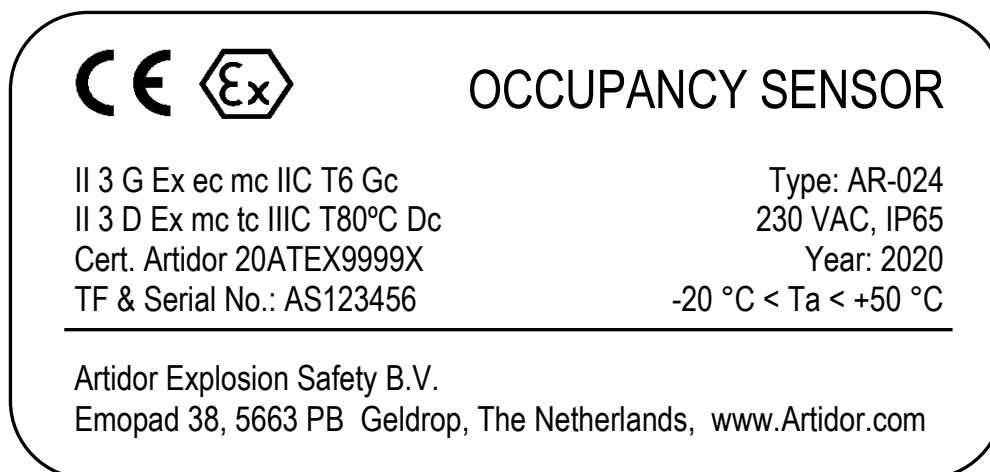 CE Ex OCCUPANCY SENSOR
II 3 G Ex ec mc IIC T6 Gc
II 3 D Ex mc tc IIIC T80ºC Dc
Cert. Artidor 20ATEX9999X
TF & Serial No.: AS123456
Type: AR-024
230 VAC, IP65
Year: 2020
-20 °C < Ta < +50 °C
Artidor Explosion Safety B.V.
Emopad 38, 5663 PB  Geldrop, The Netherlands,  www.Artidor.com